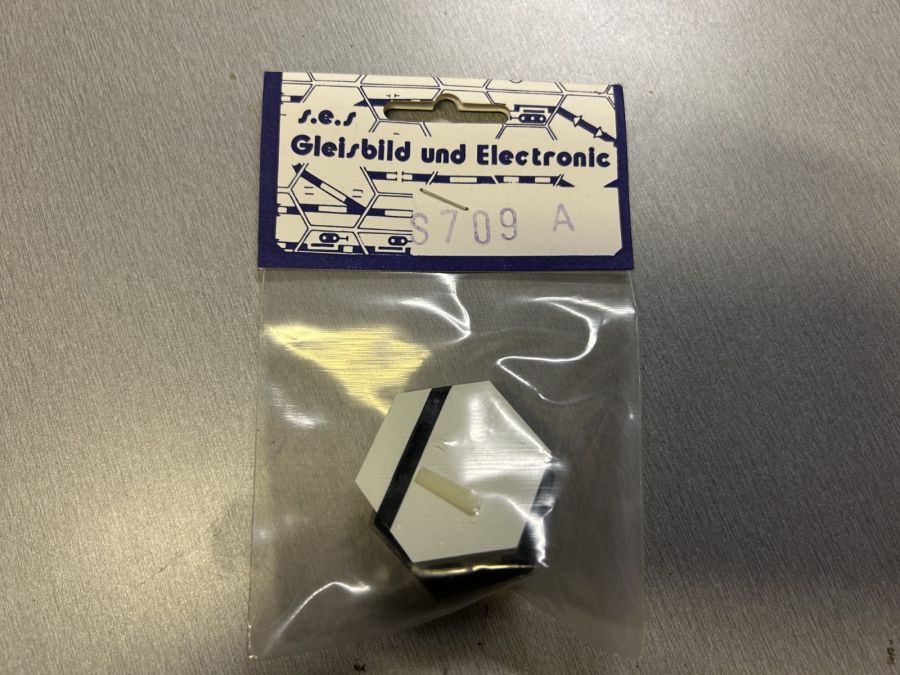 s.e.s
Gleisbild und Electronic
S709 A